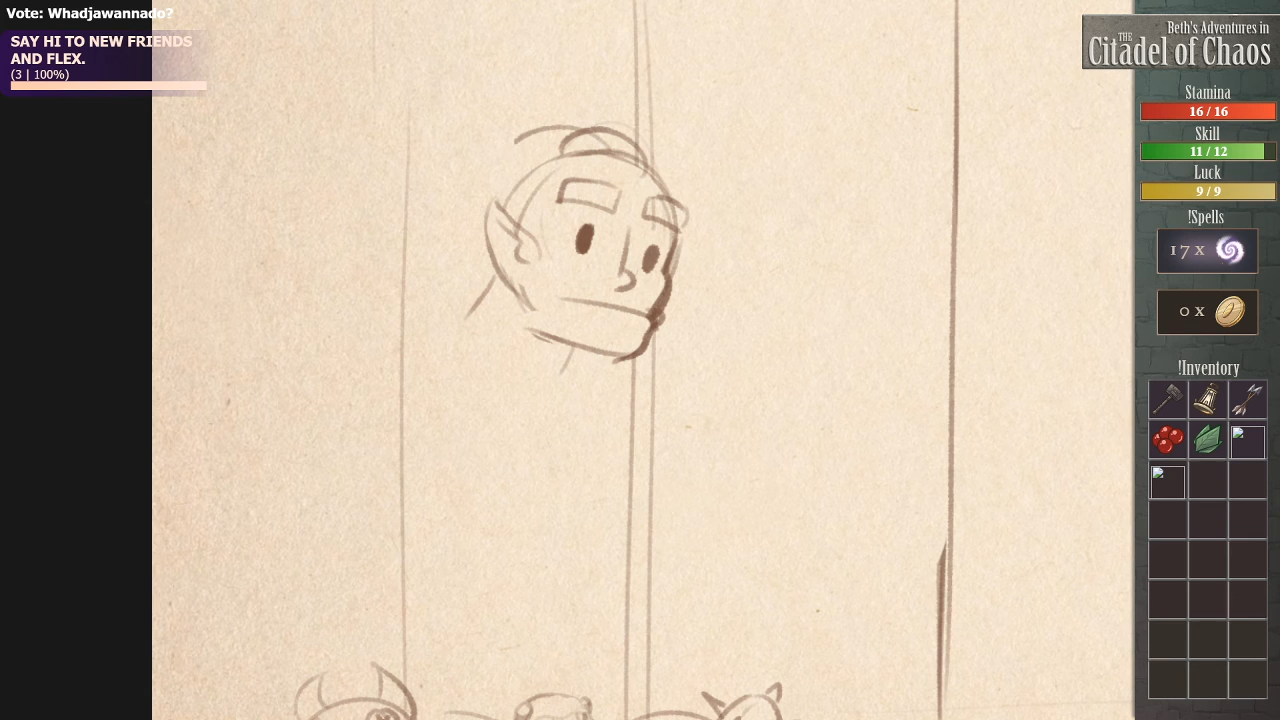 Vote: Whadjawannado?
SAY HI TO NEW FRIENDS
AND FLEX.
(3 | 100%)
Beth's Adventures in
THE
Citadel of Chaos
Stamina
16 / 16
Skill
11 / 12
Luck
9 / 9
!Spells
17 x
0 x
!Inventory